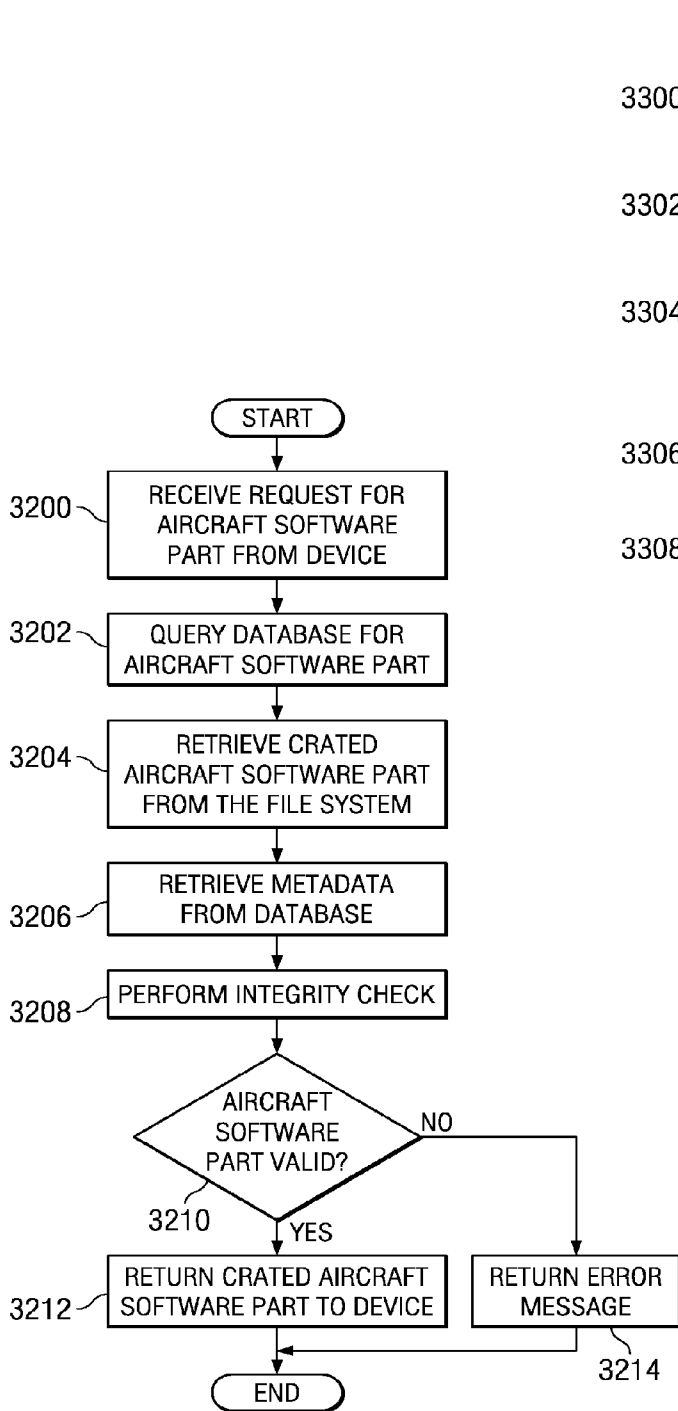 START
3200
RECEIVE REQUEST FOR
AIRCRAFT SOFTWARE
PART FROM DEVICE
3202
QUERY DATABASE FOR
AIRCRAFT SOFTWARE PART
3204
RETRIEVE CRATED
AIRCRAFT SOFTWARE PART
FROM THE FILE SYSTEM
3206
RETRIEVE METADATA
FROM DATABASE
3208
PERFORM INTEGRITY CHECK
AIRCRAFT
SOFTWARE
PART VALID?
3210
NO
YES
3212
RETURN CRATED AIRCRAFT
SOFTWARE PART TO DEVICE
RETURN ERROR
MESSAGE
3214
END
3300
3302
3304
3306
3308